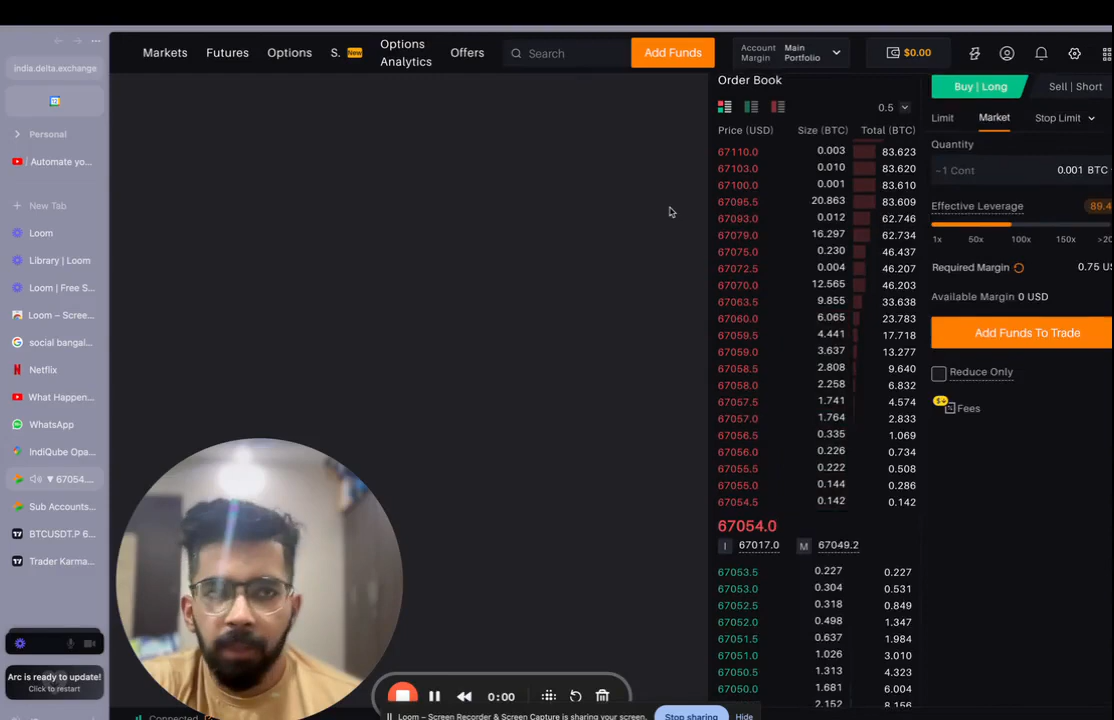 india.delta.exchange
12
Personal
Automate yo...
New Tab
Loom
Library | Loom
Loom | Free S...
Loom – Scree...
social bangal...
Netflix
What Happen...
WhatsApp
IndiQube Opa...
▼ 67054....
Sub Accounts...
BTCUSDT.P 6...
Trader Karma...
Arc is ready to update!
Click to restart
Markets
Futures
Options
S. New
Options Analytics
Offers
Search
Add Funds
Account Margin
Main Portfolio
$0.00
Order Book
0.5
Price (USD) Size (BTC) Total (BTC)
67110.0 0.003 83.623
67103.0 0.010 83.620
67100.0 0.001 83.610
67095.5 20.863 83.609
67093.0 0.012 62.746
67079.0 16.297 62.734
67075.0 0.230 46.437
67072.5 0.004 46.207
67070.0 12.565 46.203
67063.5 9.855 33.638
67060.0 6.065 23.783
67059.5 4.441 17.718
67059.0 3.637 13.277
67058.5 2.808 9.640
67058.0 2.258 6.832
67057.5 1.741 4.574
67057.0 1.764 2.833
67056.5 0.335 1.069
67056.0 0.226 0.734
67055.5 0.222 0.508
67055.0 0.144 0.286
67054.5 0.142 0.142
67054.0
I 67017.0 M 67049.2
67053.5 0.227 0.227
67053.0 0.304 0.531
67052.5 0.318 0.849
67052.0 0.498 1.347
67051.5 0.637 1.984
67051.0 1.026 3.010
67050.5 1.313 4.323
67050.0 1.681 6.004
2.152 8.156
Buy | Long
Sell | Short
Limit
Market
Stop Limit
Quantity
~1 Cont 0.001 BTC
Effective Leverage 89.4
1x 50x 100x 150x >20
Required Margin 0.75 US
Available Margin 0 USD
Add Funds To Trade
Reduce Only
Fees
0:00
Connected
Loom – Screen Recorder & Screen Capture is sharing your screen.
Stop sharing
Hide